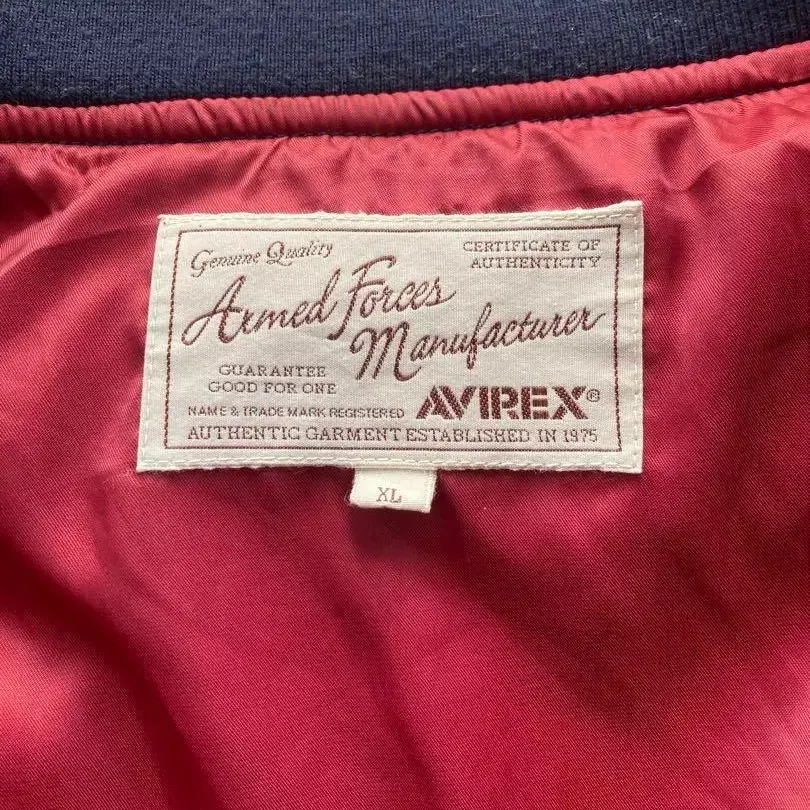 Genuine Quality
CERTIFICATE OF
AUTHENTICITY
Armed Forces
Manufacturer
GUARANTEE
GOOD FOR ONE
NAME & TRADE MARK REGISTERED
AVIREX®
AUTHENTIC GARMENT ESTABLISHED IN 1975
XL